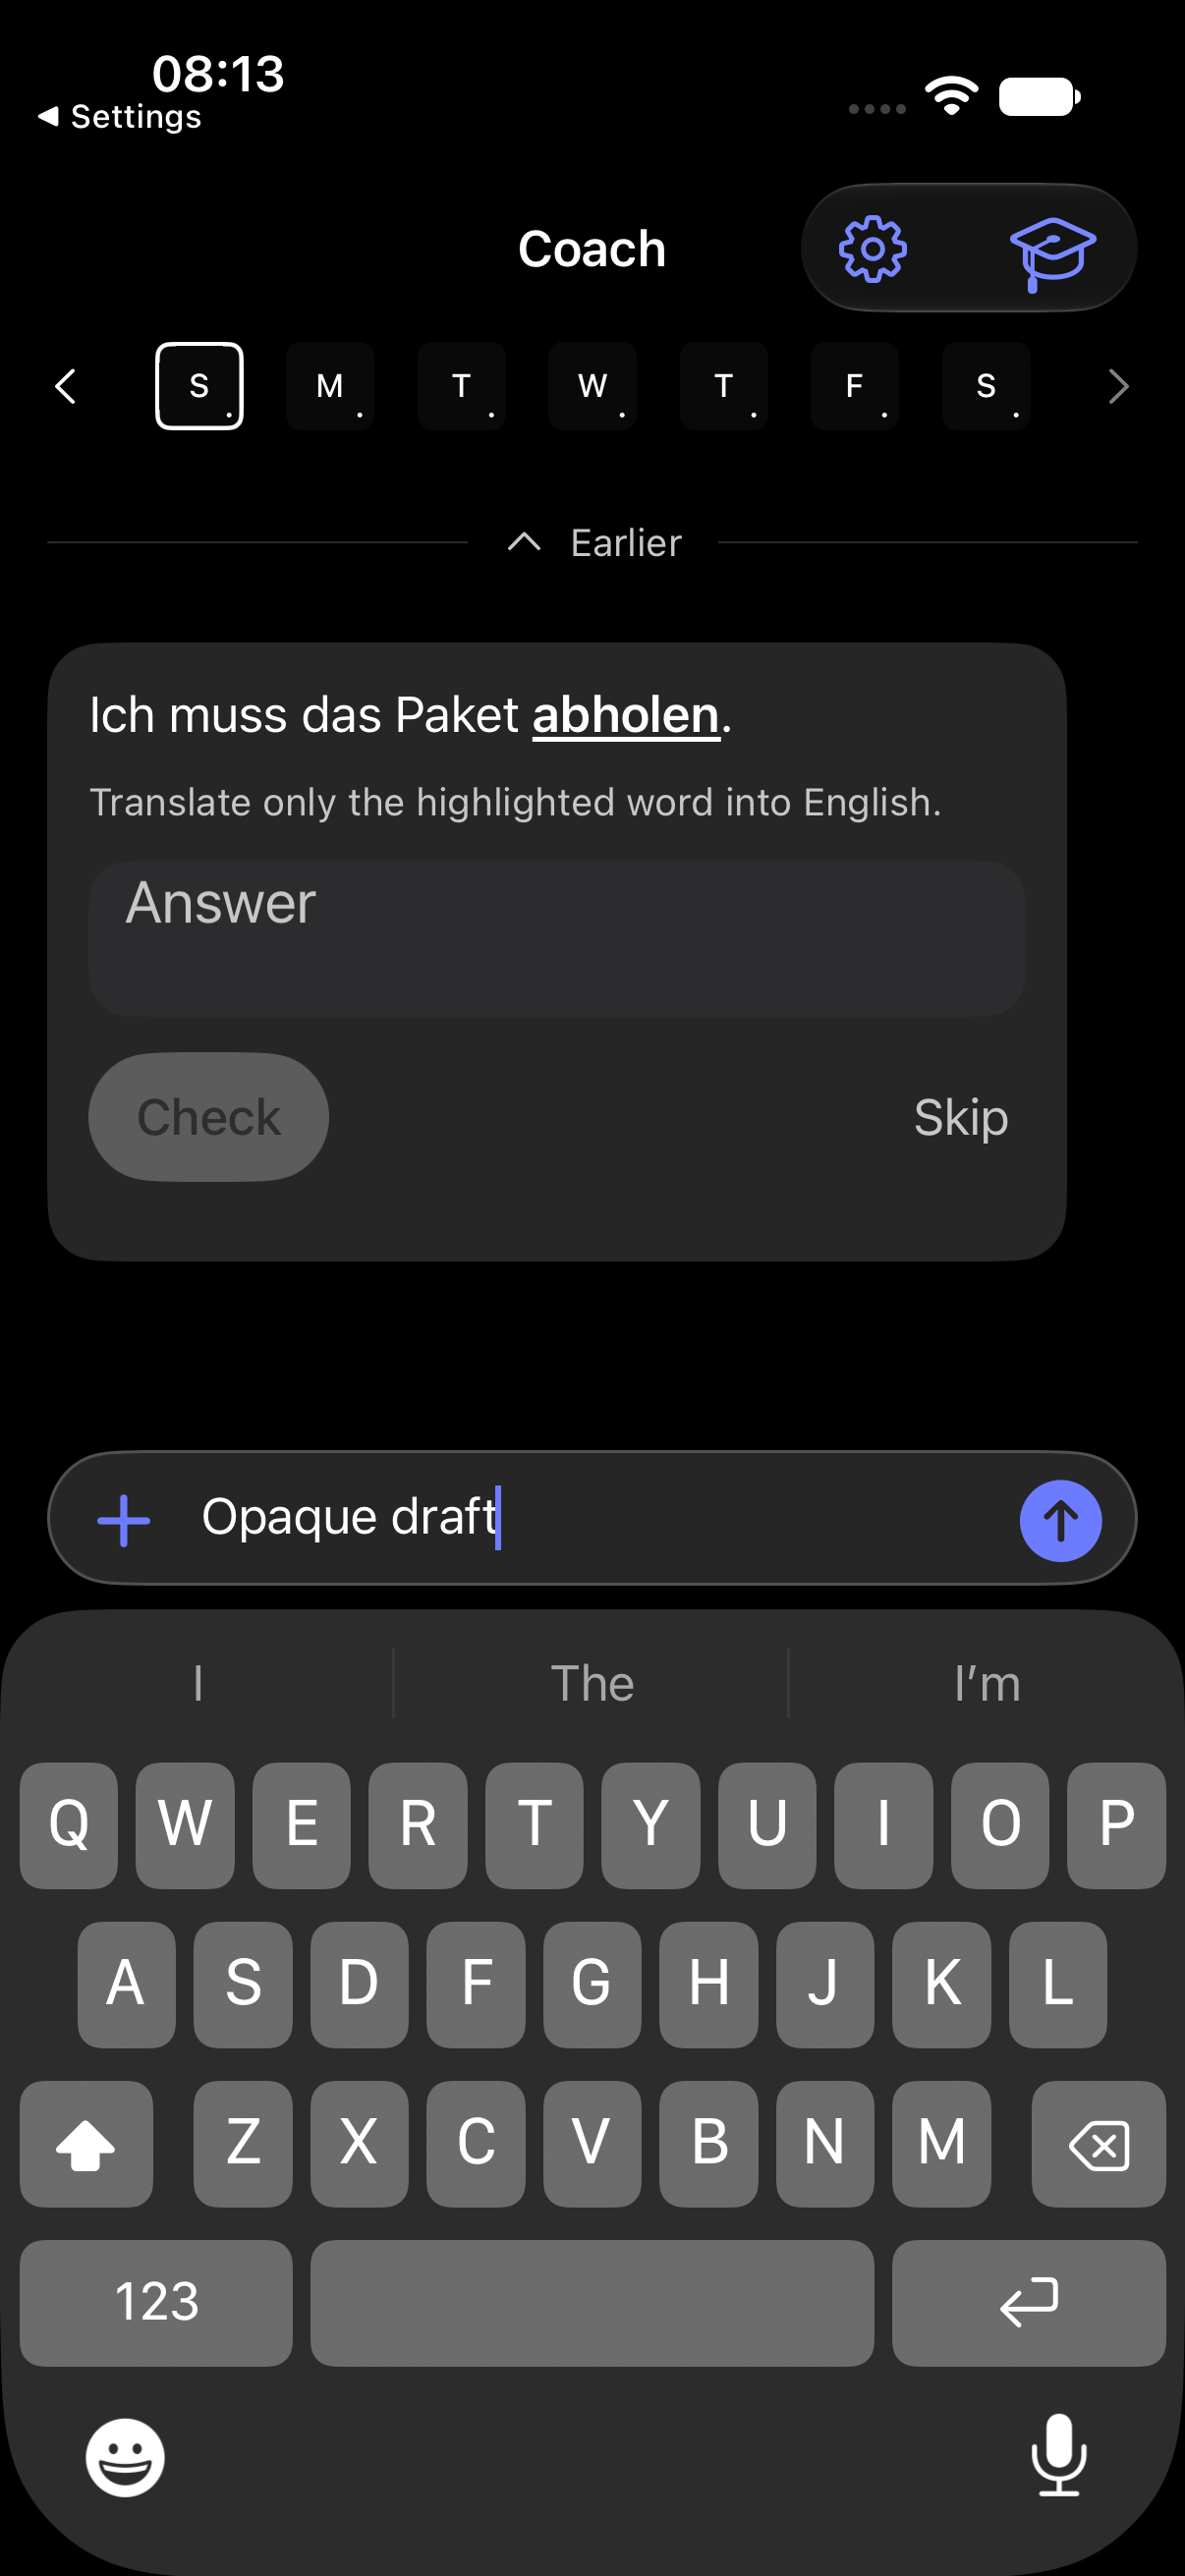 08:13
Settings
Coach
S. M. T. W. T. F. S.
Earlier
Ich muss das Paket abholen.
Translate only the highlighted word into English.
Answer
Check Skip
Opaque draft
I The I’m
Q W E R T Y U I O P
A S D F G H J K L
Z X C V B N M
123